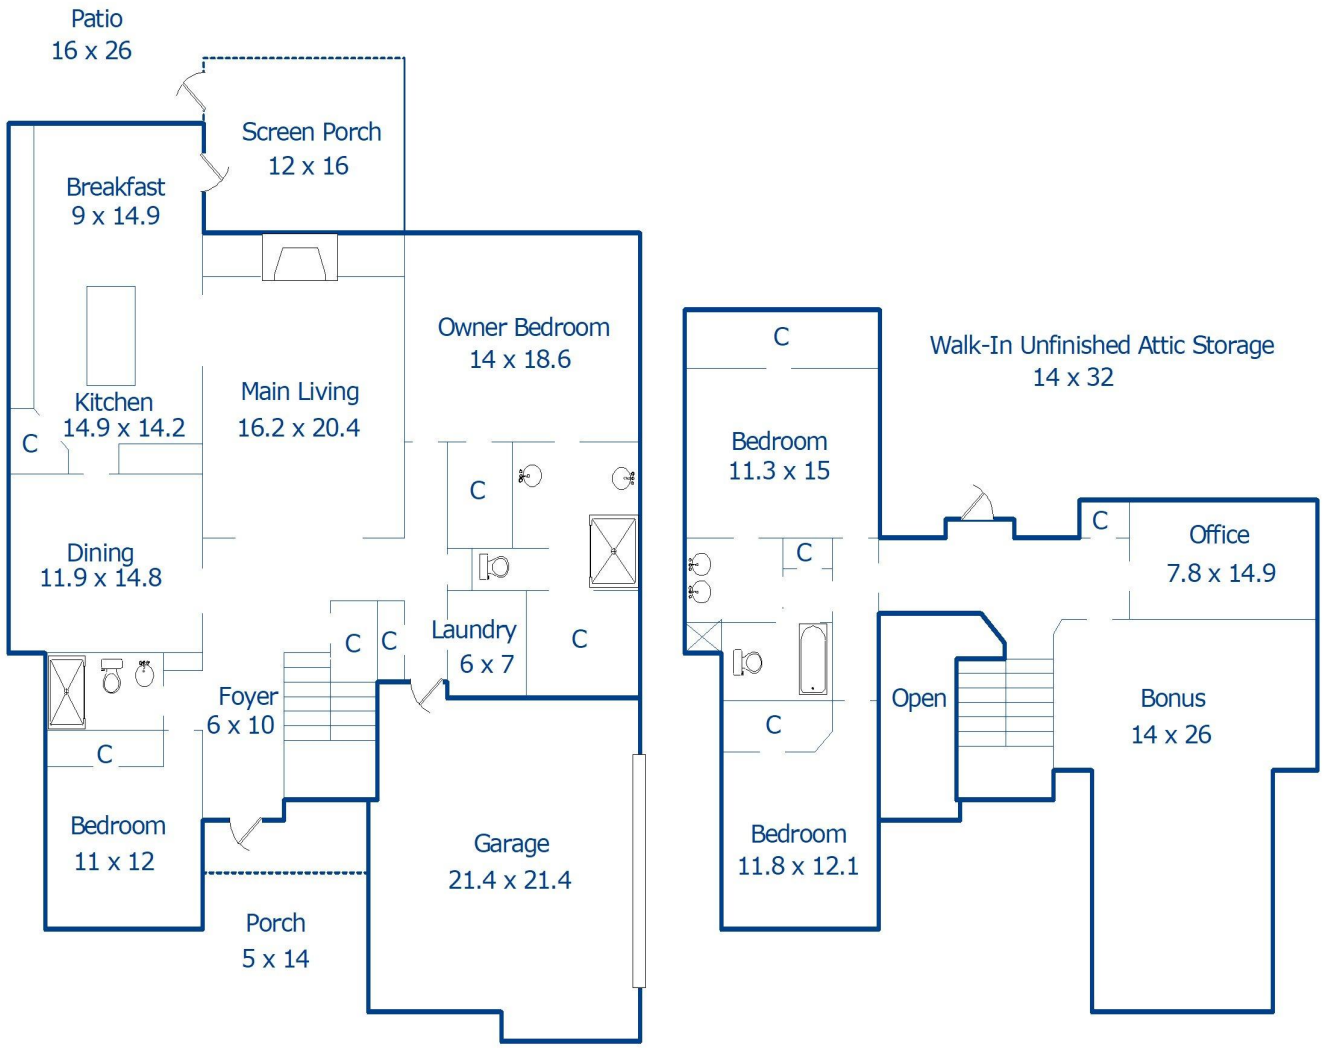 Patio
16 x 26
Screen Porch
12 x 16
Breakfast
9 x 14.9
Owner Bedroom
14 x 18.6
Main Living
16.2 x 20.4
Kitchen
14.9 x 14.2
C
C
Dining
11.9 x 14.8
C
C
Laundry
6 x 7
C
Foyer
6 x 10
C
Bedroom
11 x 12
Garage
21.4 x 21.4
Porch
5 x 14
C
Walk-In Unfinished Attic Storage
14 x 32
Bedroom
11.3 x 15
C
C
Office
7.8 x 14.9
Open
Bonus
14 x 26
C
Bedroom
11.8 x 12.1